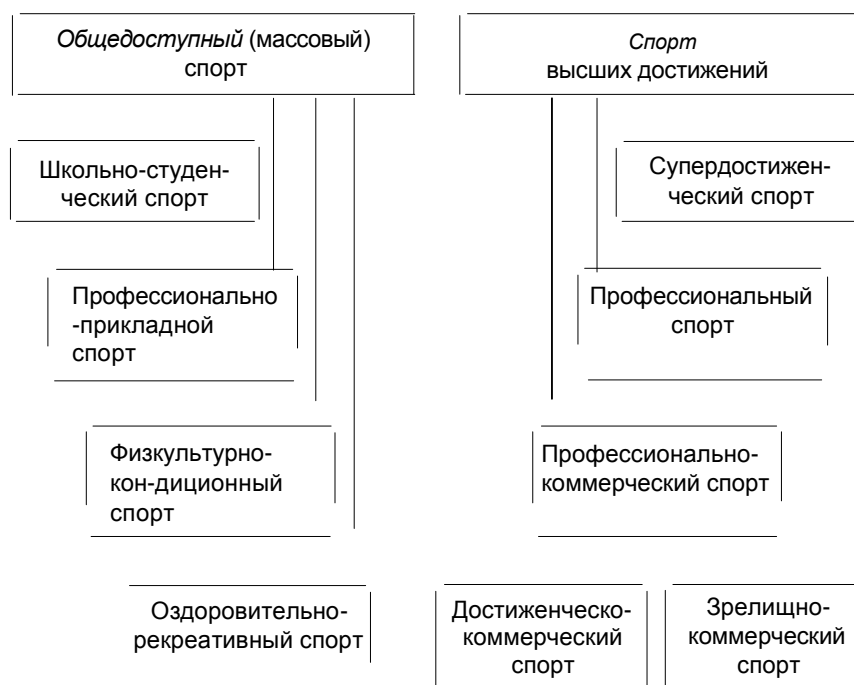 Общедоступный (массовый)
спорт
Спорт
высших достижений
Школьно-студен-
ческий спорт
Супердостижен-
ческий спорт
Профессионально
-прикладной
спорт
Профессиональный
спорт
Физкультурно-
кон-диционный
спорт
Профессионально-
коммерческий спорт
Оздоровительно-
рекреативный спорт
Достиженческо-
коммерческий
спорт
Зрелищно-
коммерческий
спорт